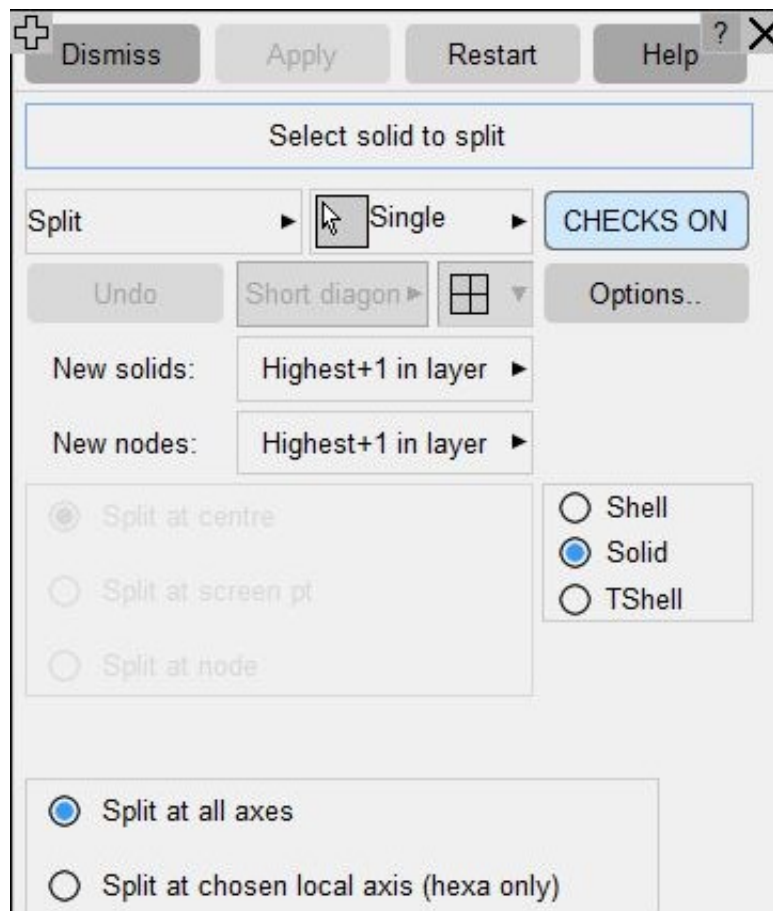 ?
Dismiss Apply Restart Help
Select solid to split
Split Single CHECKS ON
Undo Short diagon Options..
New solids: Highest+1 in layer
New nodes: Highest+1 in layer
Split at centre
Split at screen pt
Split at node
Shell
Solid
TShell
Split at all axes
Split at chosen local axis (hexa only)